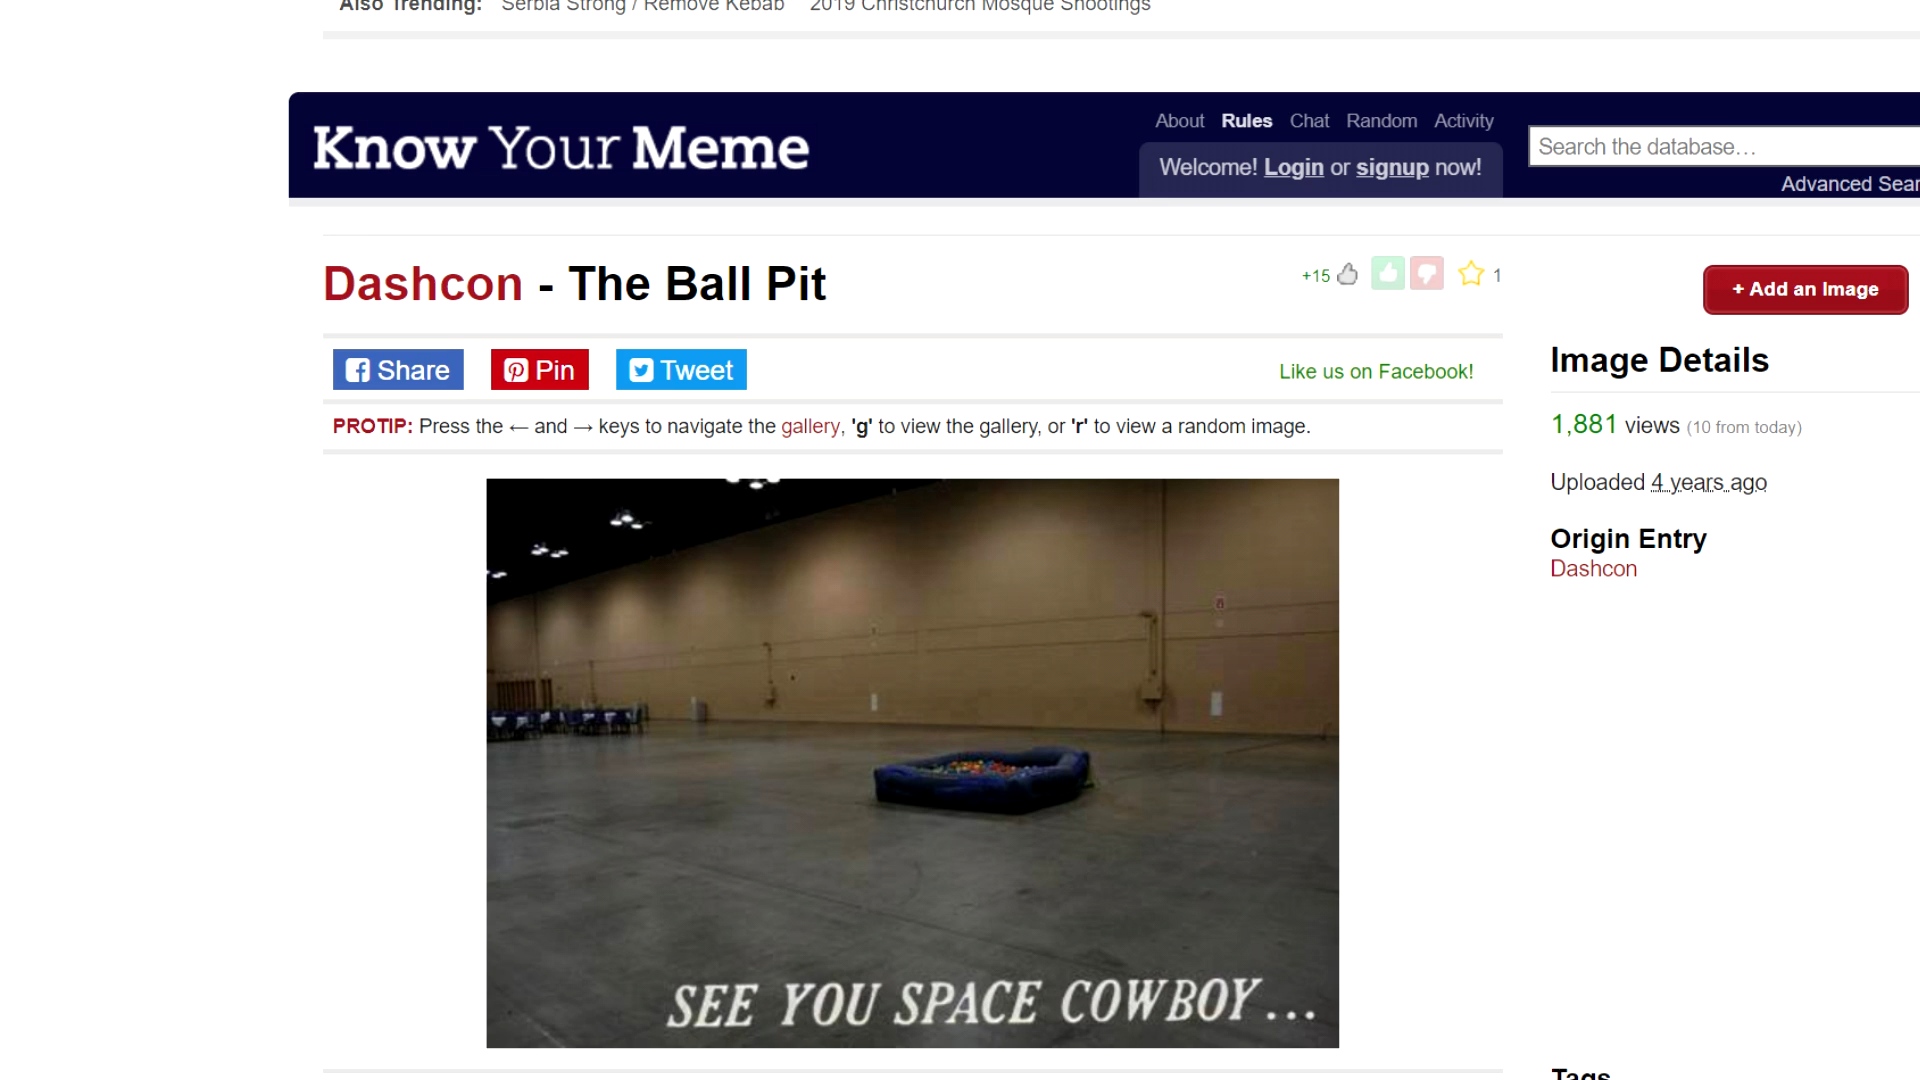 Also Trending: Serbia Strong / Remove Kebab 2019 Christchurch Mosque Shootings
Know Your Meme
About Rules Chat Random Activity
Welcome! Login or signup now!
Search the database...
Advanced Sear
Dashcon - The Ball Pit
+15 1
+ Add an Image
Share Pin Tweet
Like us on Facebook!
PROTIP: Press the ← and → keys to navigate the gallery, 'g' to view the gallery, or 'r' to view a random image.
Image Details
1,881 views (10 from today)
Uploaded 4 years ago
Origin Entry
Dashcon
SEE YOU SPACE COWBOY...
Tags